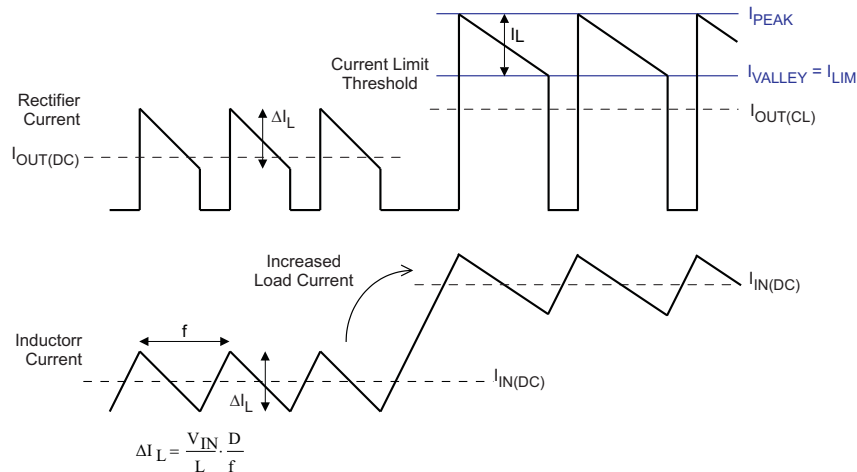 I_PEAK
I_L
Current Limit
Threshold
I_VALLEY = I_LIM
Rectifier
Current
ΔI_L
I_OUT(CL)
I_OUT(DC)
Increased
Load Current
I_IN(DC)
f
Inductorr
Current
I_IN(DC)
ΔI_L
ΔI_L = V_IN/L · D/f